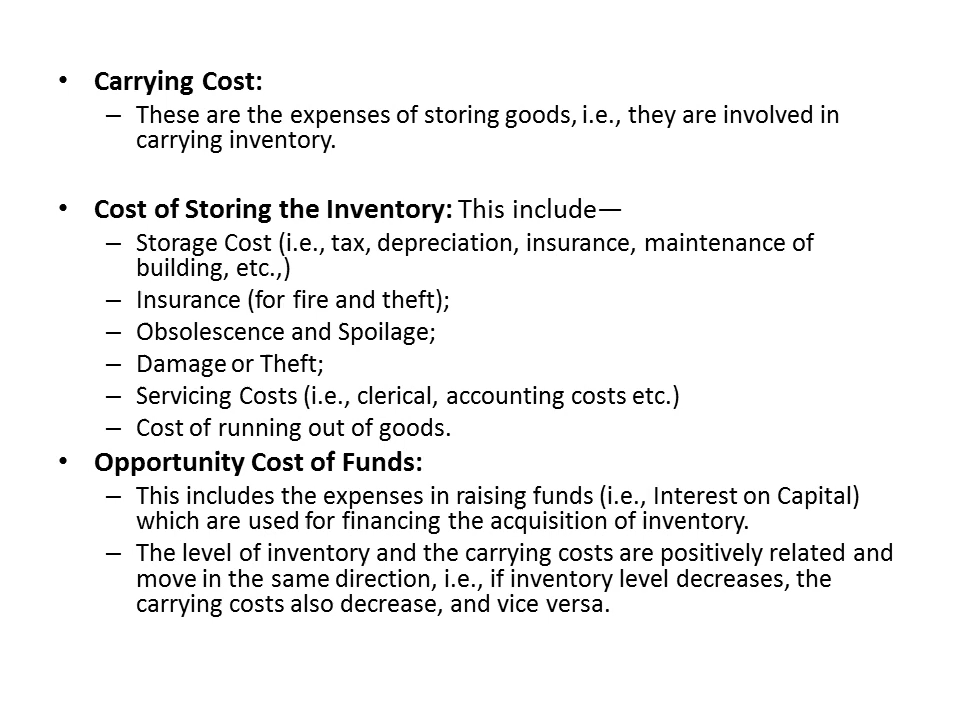 • Carrying Cost:
– These are the expenses of storing goods, i.e., they are involved in
carrying inventory.
• Cost of Storing the Inventory: This include—
– Storage Cost (i.e., tax, depreciation, insurance, maintenance of
building, etc.,)
– Insurance (for fire and theft);
– Obsolescence and Spoilage;
– Damage or Theft;
– Servicing Costs (i.e., clerical, accounting costs etc.)
– Cost of running out of goods.
• Opportunity Cost of Funds:
– This includes the expenses in raising funds (i.e., Interest on Capital)
which are used for financing the acquisition of inventory.
– The level of inventory and the carrying costs are positively related and
move in the same direction, i.e., if inventory level decreases, the
carrying costs also decrease, and vice versa.